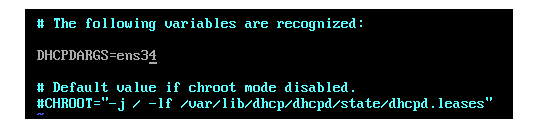 # The following variables are recognized:
DHCPDARGS=ens34
# Default value if chroot mode disabled.
#CHROOT="-j / -lf /var/lib/dhcp/dhcpd/state/dhcpd.leases"
~